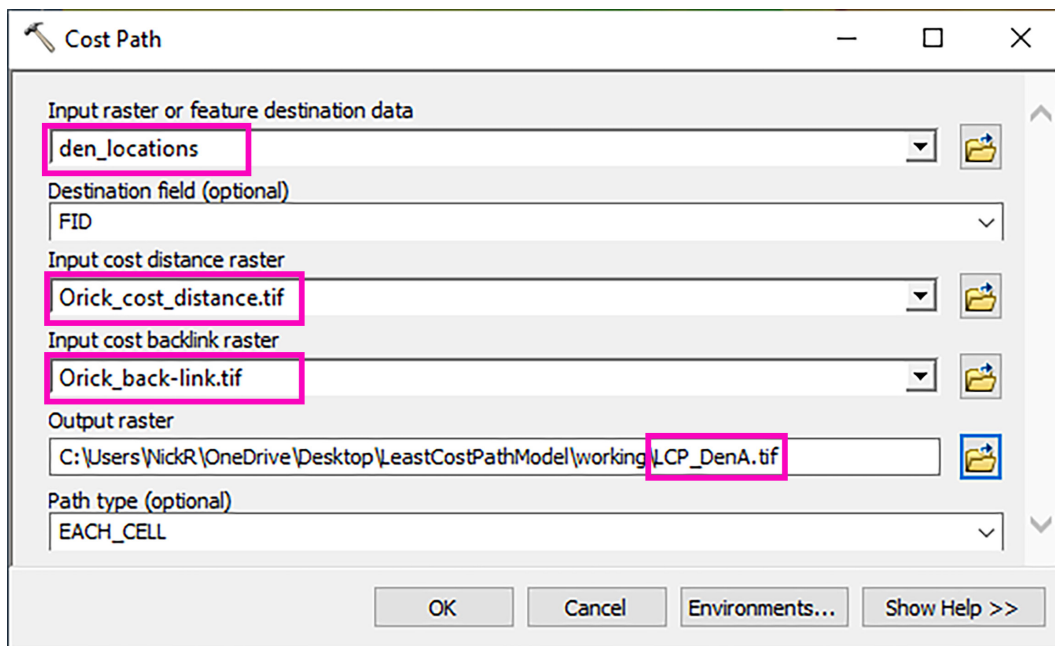 Cost Path
Input raster or feature destination data
den_locations
Destination field (optional)
FID
Input cost distance raster
Orick_cost_distance.tif
Input cost backlink raster
Orick_back-link.tif
Output raster
C:\Users\NickR\OneDrive\Desktop\LeastCostPathModel\working\LCP_DenA.tif
Path type (optional)
EACH_CELL
OK Cancel Environments... Show Help >>